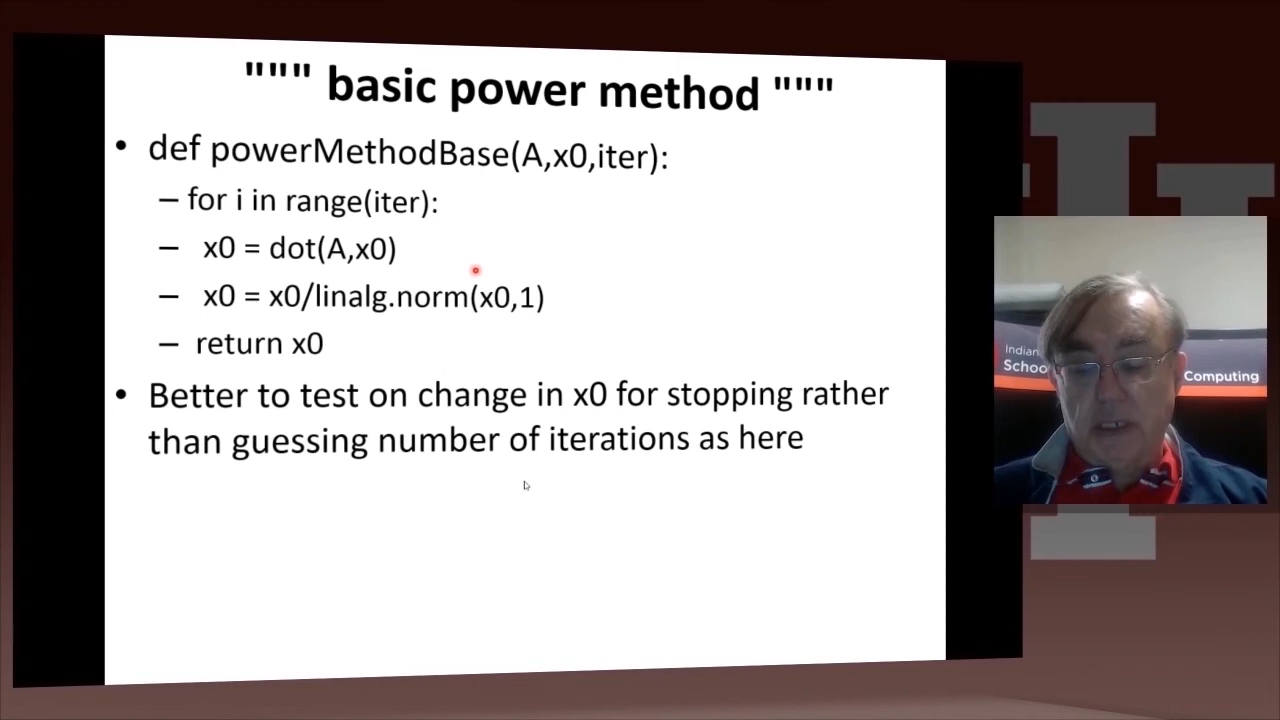 """ basic power method """
• def powerMethodBase(A,x0,iter):
– for i in range(iter):
– x0 = dot(A,x0)
– x0 = x0/linalg.norm(x0,1)
– return x0
• Better to test on change in x0 for stopping rather
than guessing number of iterations as here
Indian
Schoo
Computing